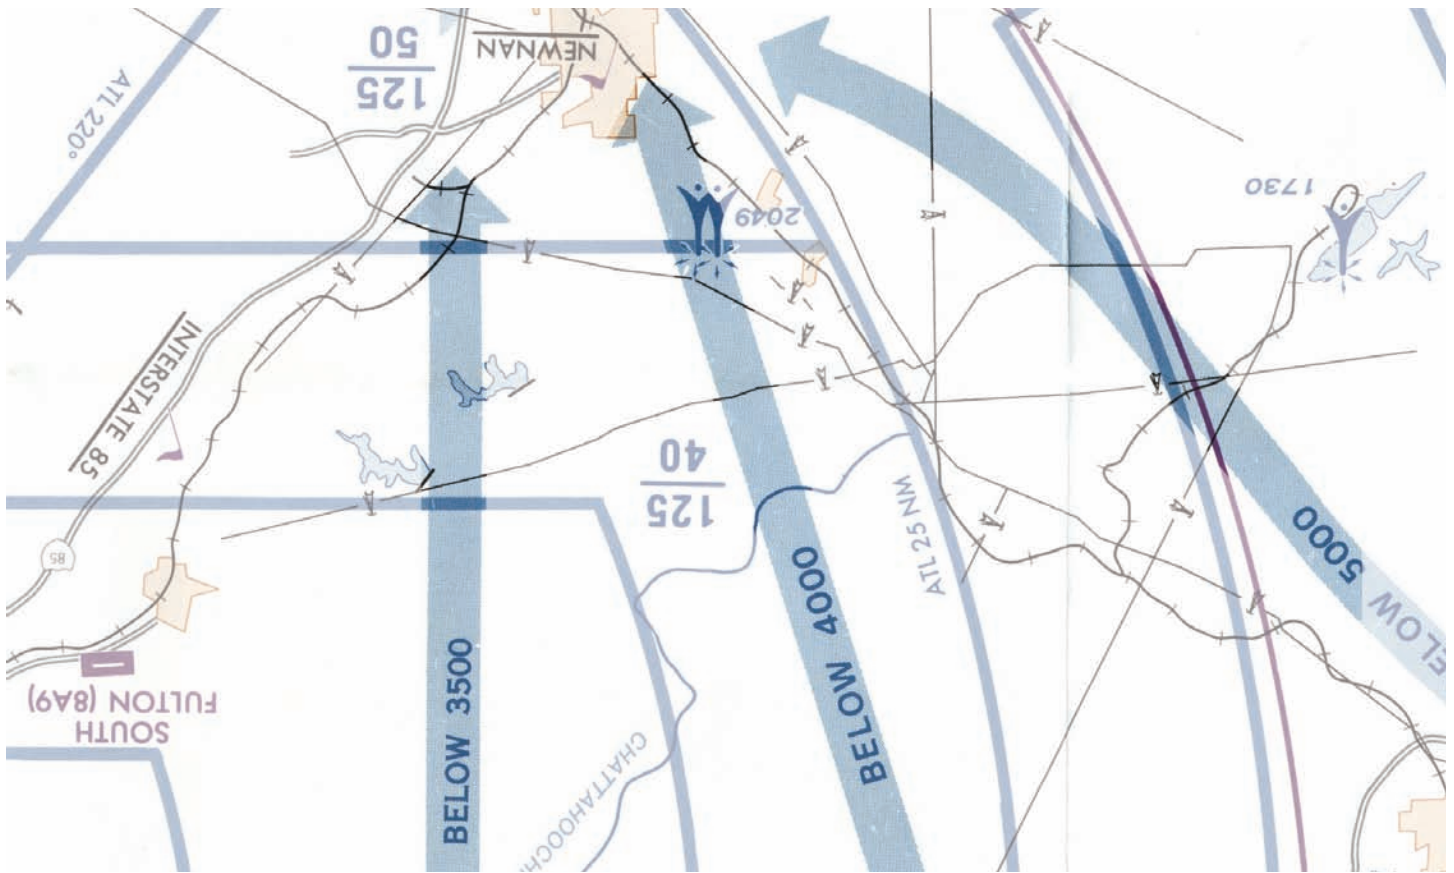 125
50
NEWNAN
ATL 220°
2049
1730
INTERSTATE 85
125
40
ATL 25 NM
5000
BELOW 4000
ELOW
85
BELOW 3500
SOUTH
FULTON (8A9)
CHATTAHOOCH